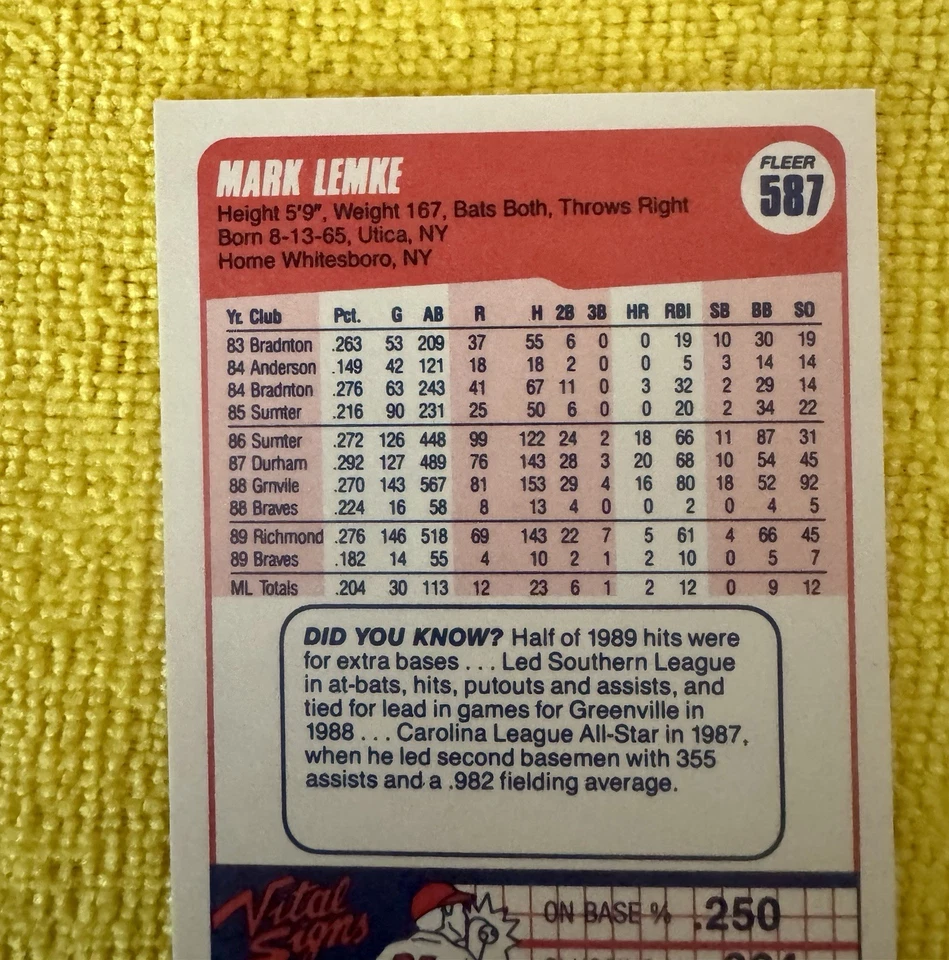 MARK LEMKE
FLEER
587
Height 5'9", Weight 167, Bats Both, Throws Right
Born 8-13-65, Utica, NY
Home Whitesboro, NY
Yr. Club Pct. G AB R H 2B 3B HR RBI SB BB SO
83 Bradnton .263 53 209 37 55 6 0 0 19 10 30 19
84 Anderson .149 42 121 18 18 2 0 0 5 3 14 14
84 Bradnton .276 63 243 41 67 11 0 3 32 2 29 14
85 Sumter .216 90 231 25 50 6 0 0 20 2 34 22
86 Sumter .272 126 448 99 122 24 2 18 66 11 87 31
87 Durham .292 127 489 76 143 28 3 20 68 10 54 45
88 Grnvile .270 143 567 81 153 29 4 16 80 18 52 92
88 Braves .224 16 58 8 13 4 0 0 2 0 4 5
89 Richmond .276 146 518 69 143 22 7 5 61 4 66 45
89 Braves .182 14 55 4 10 2 1 2 10 0 5 7
ML Totals .204 30 113 12 23 6 1 2 12 0 9 12
DID YOU KNOW? Half of 1989 hits were
for extra bases . . . Led Southern League
in at-bats, hits, putouts and assists, and
tied for lead in games for Greenville in
1988 . . . Carolina League All-Star in 1987,
when he led second basemen with 355
assists and a .982 fielding average.
Vital
Signs
ON BASE % .250